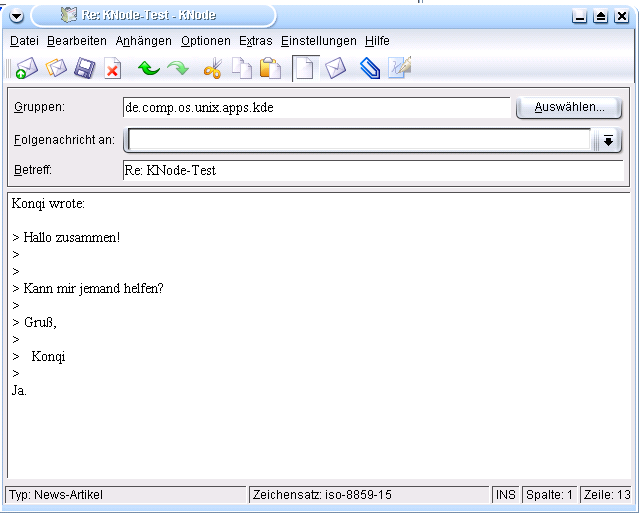 Re: KNode-Test - KNode
Datei Bearbeiten Anhängen Optionen Extras Einstellungen Hilfe
Gruppen: de.comp.os.unix.apps.kde Auswählen...
Folgenachricht an:
Betreff: Re: KNode-Test
Konqi wrote:
> Hallo zusammen!
>
>
> Kann mir jemand helfen?
>
> Gruß,
>
> Konqi
>
Ja.
Typ: News-Artikel Zeichensatz: iso-8859-15 INS Spalte: 1 Zeile: 13